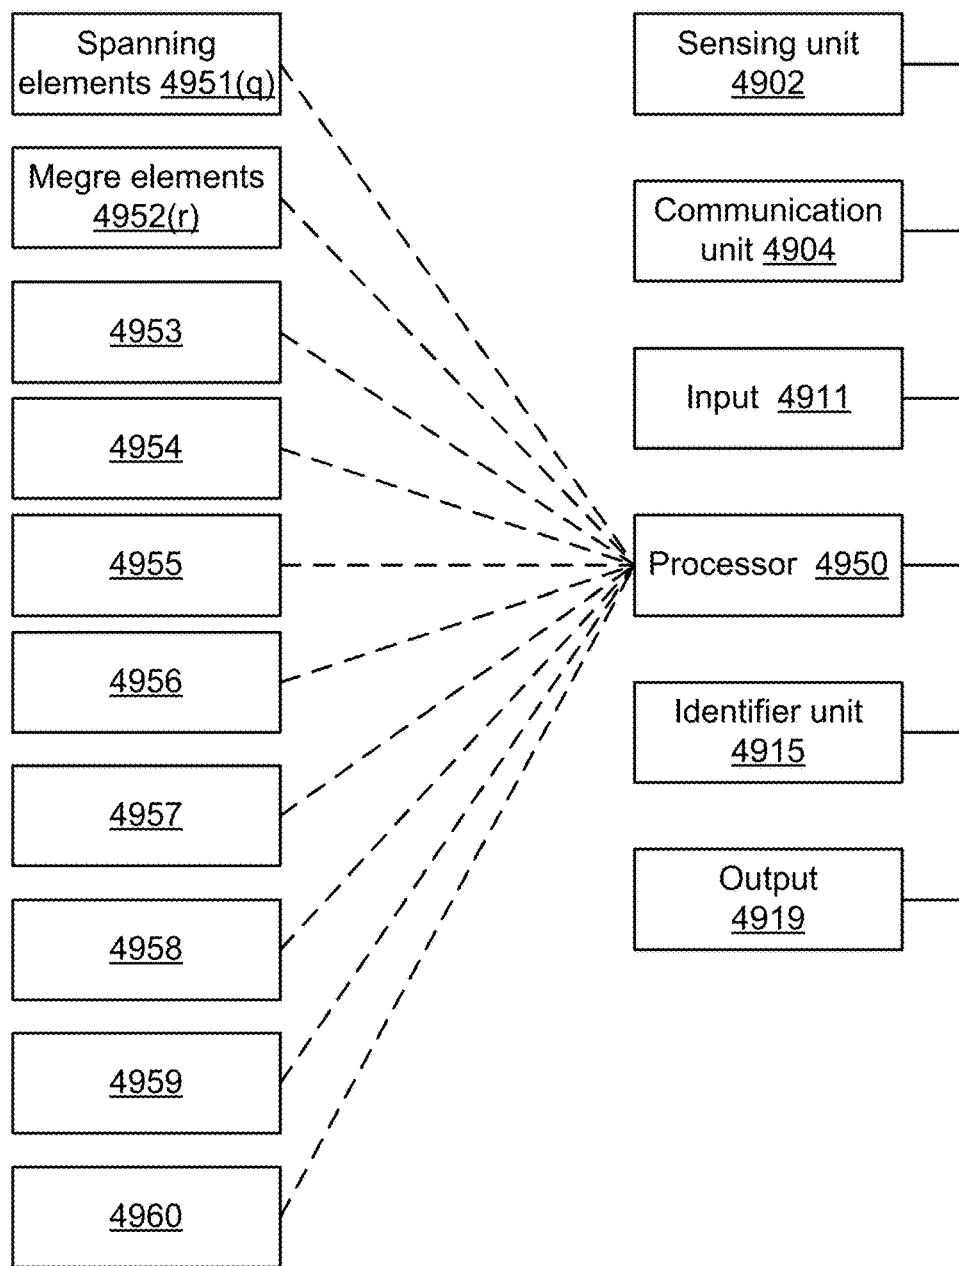 Spanning
elements 4951(q)
Megre elements
4952(r)
4953
4954
4955
4956
4957
4958
4959
4960
Sensing unit
4902
Communication
unit 4904
Input 4911
Processor 4950
Identifier unit
4915
Output
4919